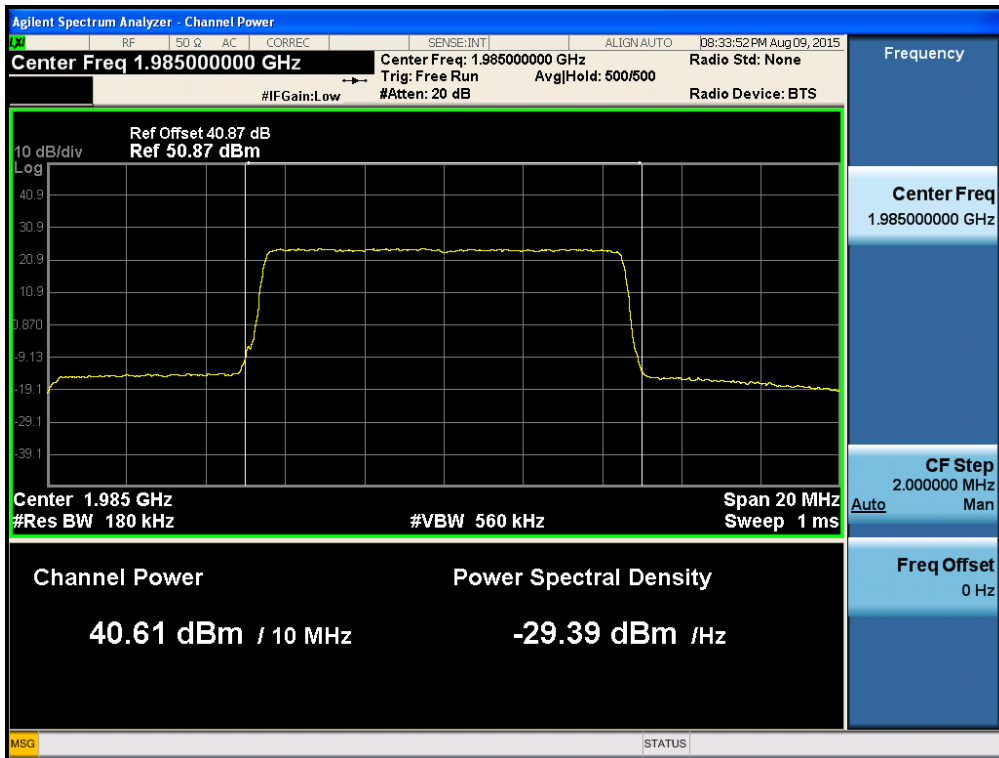 Agilent Spectrum Analyzer - Channel Power
LXI RF 50 Ω AC CORREC SENSE:INT ALIGN AUTO 08:33:52 PM Aug 09, 2015
Center Freq 1.985000000 GHz
Center Freq: 1.985000000 GHz
Radio Std: None
Trig: Free Run Avg|Hold: 500/500
#IFGain:Low
#Atten: 20 dB
Radio Device: BTS
Ref Offset 40.87 dB
10 dB/div Ref 50.87 dBm
Log
40.9
30.9
20.9
10.9
0.870
-9.13
-19.1
-29.1
-39.1
Center 1.985 GHz
Span 20 MHz
#Res BW 180 kHz
#VBW 560 kHz
Sweep 1 ms
Channel Power
Power Spectral Density
40.61 dBm / 10 MHz
-29.39 dBm /Hz
Frequency
Center Freq
1.985000000 GHz
CF Step
2.000000 MHz
Auto Man
Freq Offset
0 Hz
MSG
STATUS